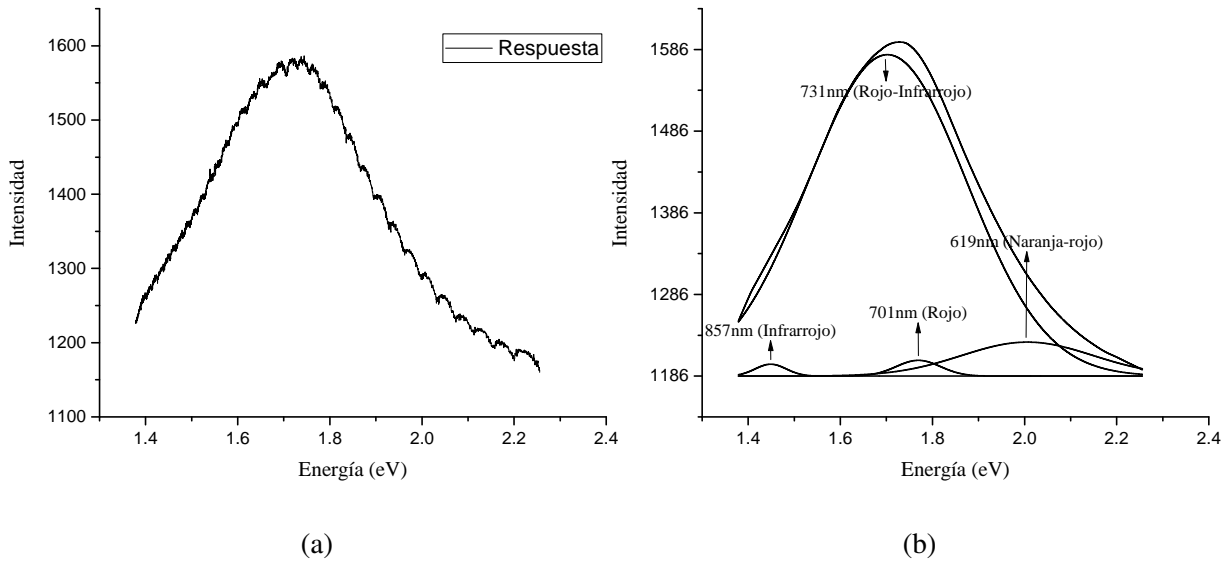 1600
1500
1400
1300
1200
1100
1.4 1.6 1.8 2.0 2.2 2.4
Intensidad
Energía (eV)
Respuesta
(a)
1586
1486
1386
1286
1186
1.4 1.6 1.8 2.0 2.2 2.4
Intensidad
Energía (eV)
731nm (Rojo-Infrarrojo)
619nm (Naranja-rojo)
857nm (Infrarrojo)
701nm (Rojo)
(b)